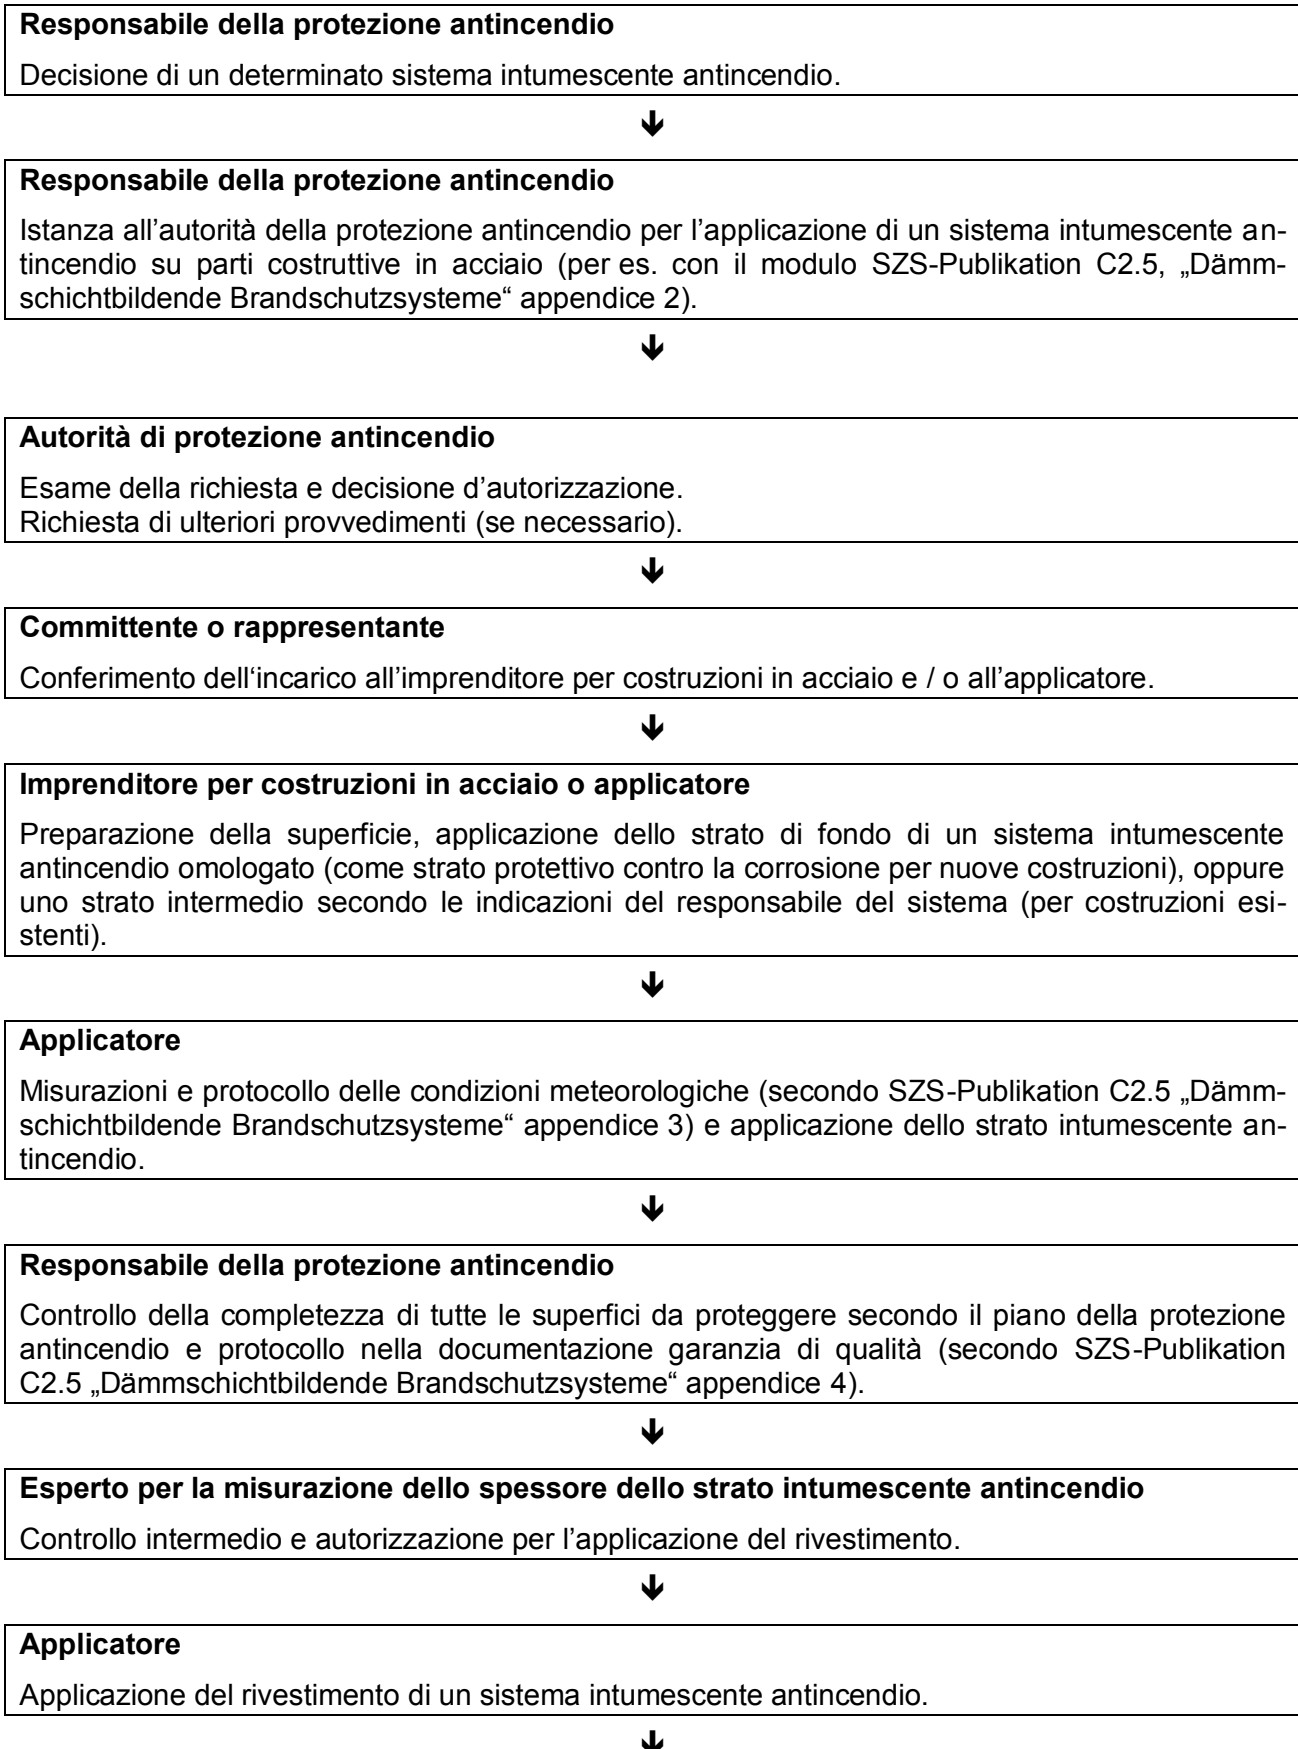 Responsabile della protezione antincendio
Decisione di un determinato sistema intumescente antincendio.
Responsabile della protezione antincendio
Istanza all’autorità della protezione antincendio per l’applicazione di un sistema intumescente an-
tincendio su parti costruttive in acciaio (per es. con il modulo SZS-Publikation C2.5, „Dämm-
schichtbildende Brandschutzsysteme“ appendice 2).
Autorità di protezione antincendio
Esame della richiesta e decisione d’autorizzazione.
Richiesta di ulteriori provvedimenti (se necessario).
Committente o rappresentante
Conferimento dell‘incarico all’imprenditore per costruzioni in acciaio e / o all’applicatore.
Imprenditore per costruzioni in acciaio o applicatore
Preparazione della superficie, applicazione dello strato di fondo di un sistema intumescente
antincendio omologato (come strato protettivo contro la corrosione per nuove costruzioni), oppure
uno strato intermedio secondo le indicazioni del responsabile del sistema (per costruzioni esi-
stenti).
Applicatore
Misurazioni e protocollo delle condizioni meteorologiche (secondo SZS-Publikation C2.5 „Dämm-
schichtbildende Brandschutzsysteme“ appendice 3) e applicazione dello strato intumescente an-
tincendio.
Responsabile della protezione antincendio
Controllo della completezza di tutte le superfici da proteggere secondo il piano della protezione
antincendio e protocollo nella documentazione garanzia di qualità (secondo SZS-Publikation
C2.5 „Dämmschichtbildende Brandschutzsysteme“ appendice 4).
Esperto per la misurazione dello spessore dello strato intumescente antincendio
Controllo intermedio e autorizzazione per l’applicazione del rivestimento.
Applicatore
Applicazione del rivestimento di un sistema intumescente antincendio.